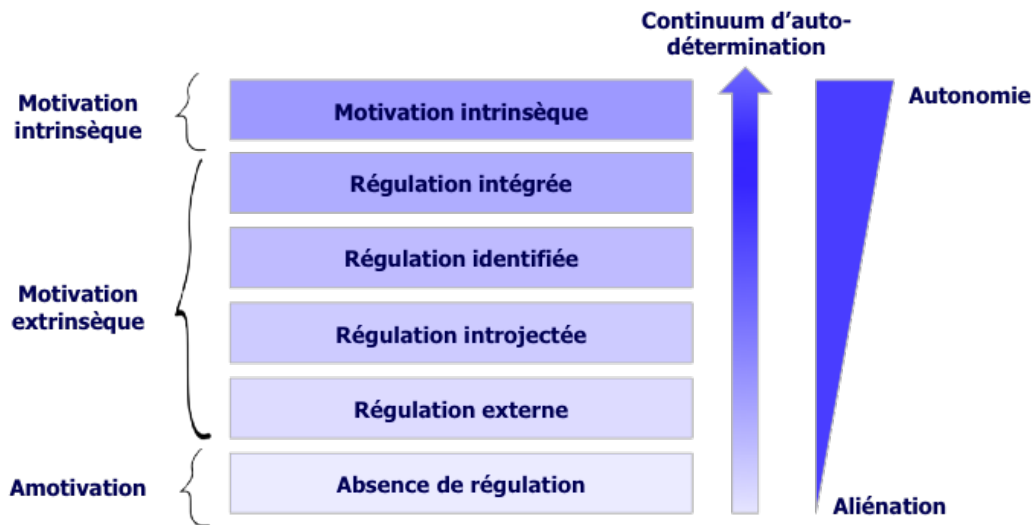 Continuum d'auto-
détermination
Motivation
intrinsèque
Motivation intrinsèque
Autonomie
Régulation intégrée
Régulation identifiée
Motivation
extrinsèque
Régulation introjectée
Régulation externe
Amotivation
Absence de régulation
Aliénation